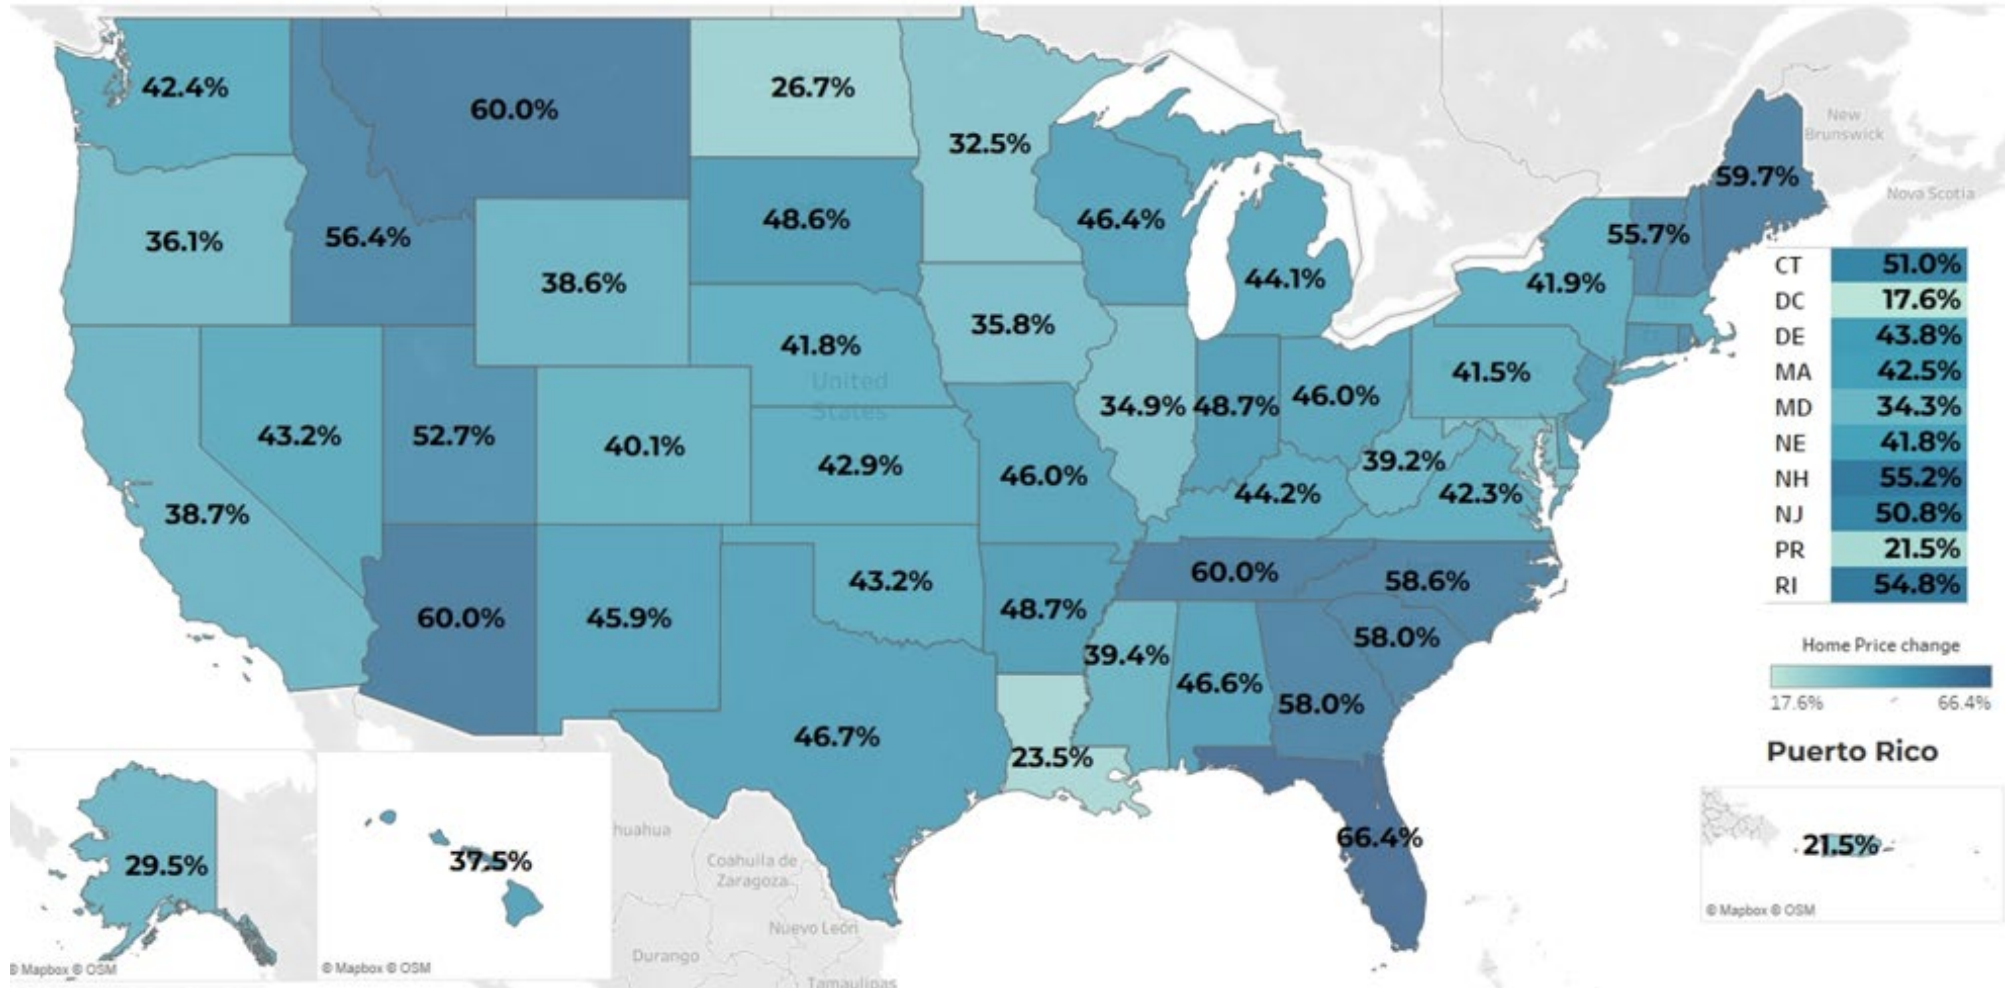 42.4%
60.0%
26.7%
32.5%
New
Brunswick
59.7%
Nova Scotia
36.1%
56.4%
38.6%
48.6%
46.4%
44.1%
41.9%
55.7%
35.8%
41.8%
United
States
43.2%
52.7%
40.1%
42.9%
46.0%
34.9%
48.7%
46.0%
41.5%
38.7%
39.2%
44.2%
42.3%
60.0%
45.9%
43.2%
48.7%
60.0%
58.6%
58.0%
39.4%
46.6%
58.0%
46.7%
23.5%
66.4%
CT 51.0%
DC 17.6%
DE 43.8%
MA 42.5%
MD 34.3%
NE 41.8%
NH 55.2%
NJ 50.8%
PR 21.5%
RI 54.8%
Home Price change
17.6% 66.4%
Puerto Rico
21.5%
© Mapbox © OSM
29.5%
© Mapbox © OSM
37.5%
© Mapbox © OSM
huahua
Coahuila de
Zaragoza
Nuevo León
Durango
Tamaulipas